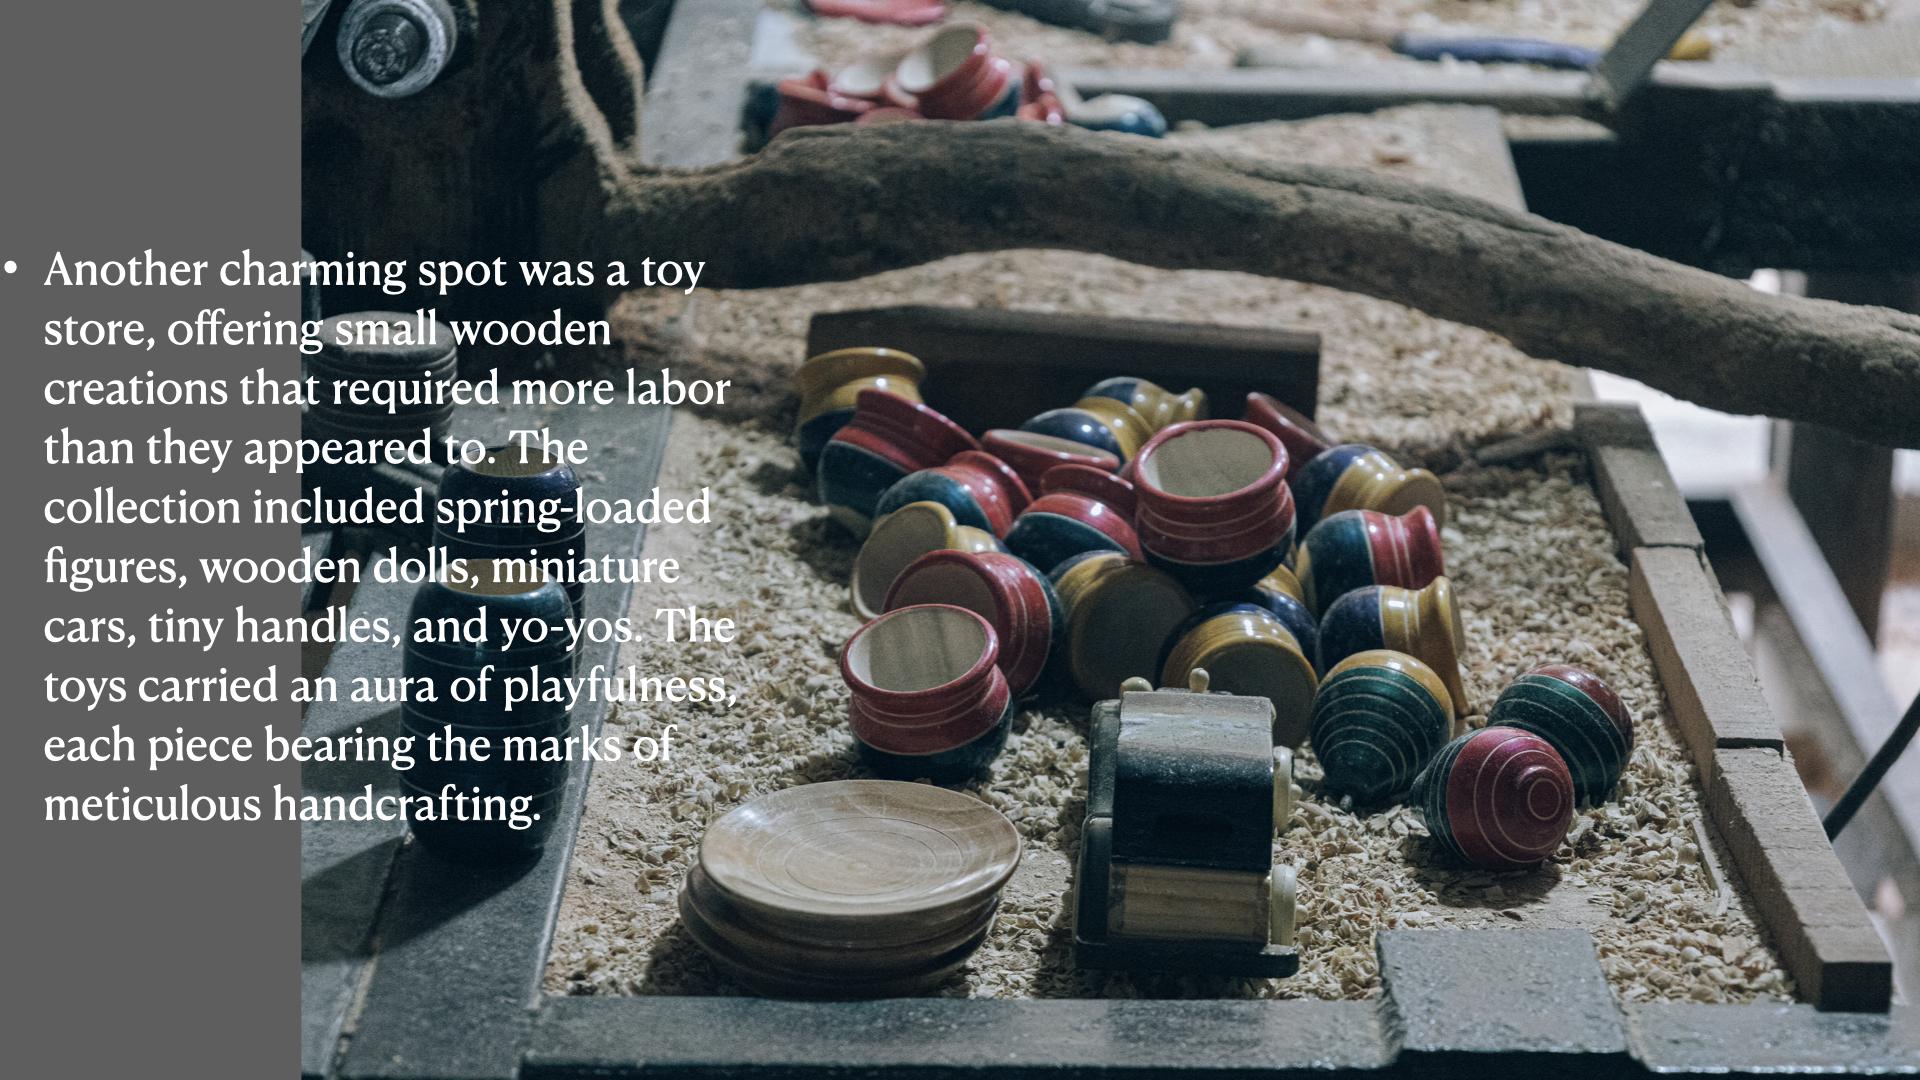 • Another charming spot was a toy
store, offering small wooden
creations that required more labor
than they appeared to. The
collection included spring-loaded
figures, wooden dolls, miniature
cars, tiny handles, and yo-yos. The
toys carried an aura of playfulness,
each piece bearing the marks of
meticulous handcrafting.